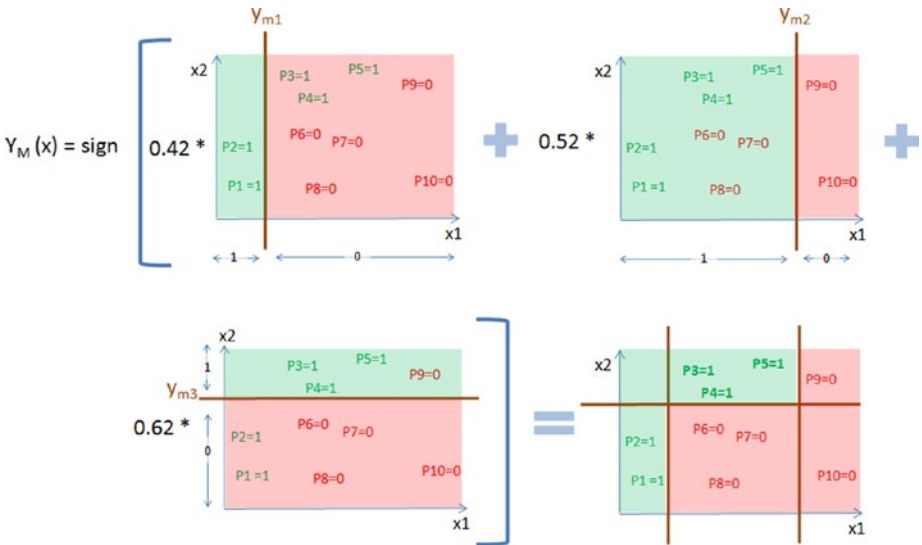 y_m1
y_m2
x2
P3=1
P5=1
P4=1
P9=0
P6=0
P7=0
P2=1
P1 =1
P8=0
P10=0
x1
1
0
Y_M (x) = sign
0.42 *
0.52 *
x2
P3=1
P5=1
P4=1
P9=0
P6=0
P7=0
P2=1
P1 =1
P8=0
P10=0
x1
1
0
x2
1
P3=1
P5=1
P4=1
P9=0
y_m3
0.62 *
0
P6=0
P7=0
P2=1
P1 =1
P8=0
P10=0
x1
x2
P3=1
P5=1
P4=1
P9=0
P6=0
P7=0
P2=1
P1 =1
P8=0
P10=0
x1